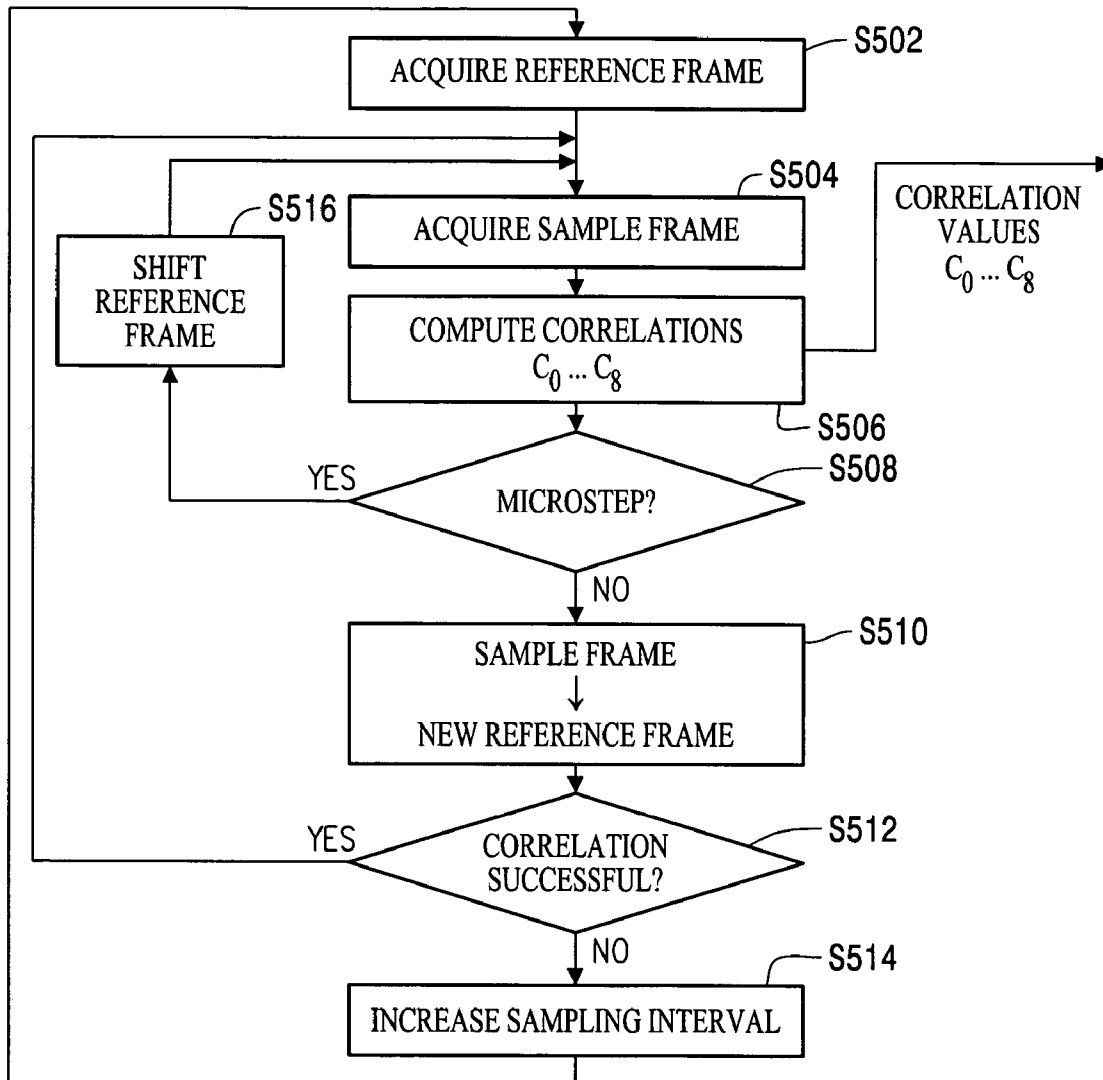 S502
ACQUIRE REFERENCE FRAME
S504
ACQUIRE SAMPLE FRAME
CORRELATION
VALUES
C0 ... C8
S516
SHIFT
REFERENCE
FRAME
COMPUTE CORRELATIONS
C0 ... C8
S506
S508
YES
MICROSTEP?
NO
S510
SAMPLE FRAME
↓
NEW REFERENCE FRAME
S512
YES
CORRELATION
SUCCESSFUL?
NO
S514
INCREASE SAMPLING INTERVAL